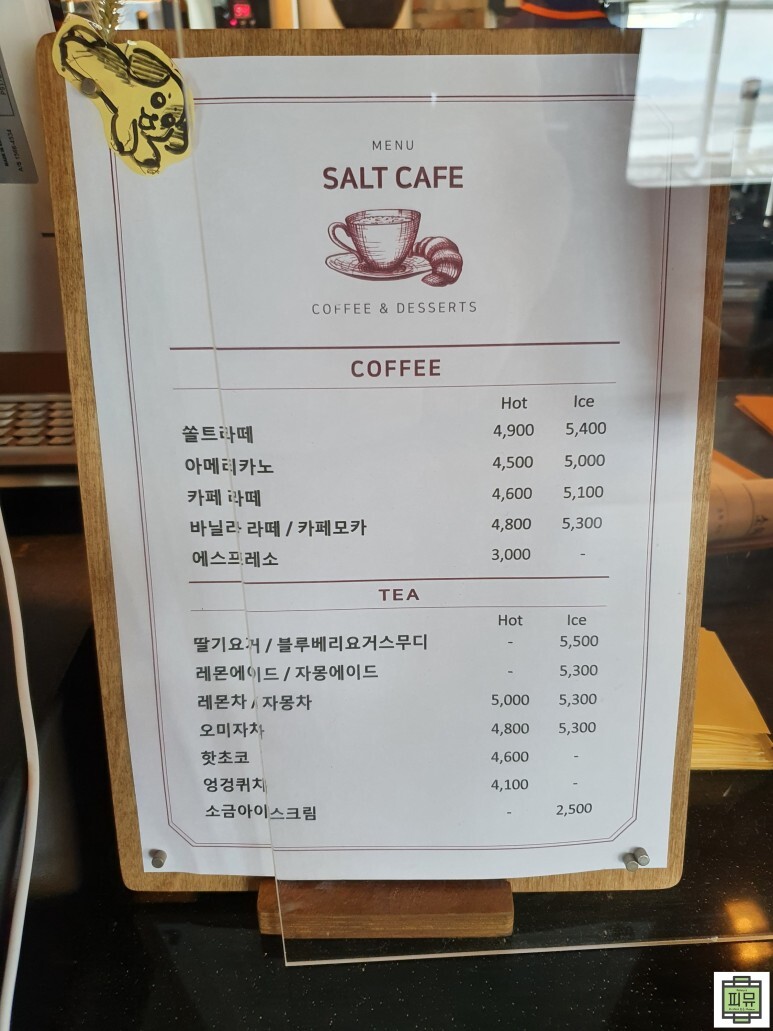 MENU
SALT CAFE
COFFEE & DESSERTS
COFFEE
Hot Ice
쏠트라떼 4,900 5,400
아메리카노 4,500 5,000
카페 라떼 4,600 5,100
바닐라 라떼 / 카페모카 4,800 5,300
에스프레소 3,000 -
TEA
Hot Ice
딸기요거 / 블루베리요거스무디 - 5,500
레몬에이드 / 자몽에이드 - 5,300
레몬차 / 자몽차 5,000 5,300
오미자차 4,800 5,300
핫초코 4,600 -
엉겅퀴차 4,100 -
소금아이스크림 - 2,500
피뮤